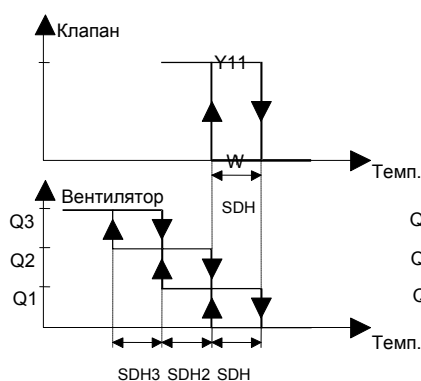 Клапан
Y11
W
Темп.
SDH
Вентилятор
Q3
Q2
Q1
Q
Q
Q
Темп.
SDH3 SDH2 SDH